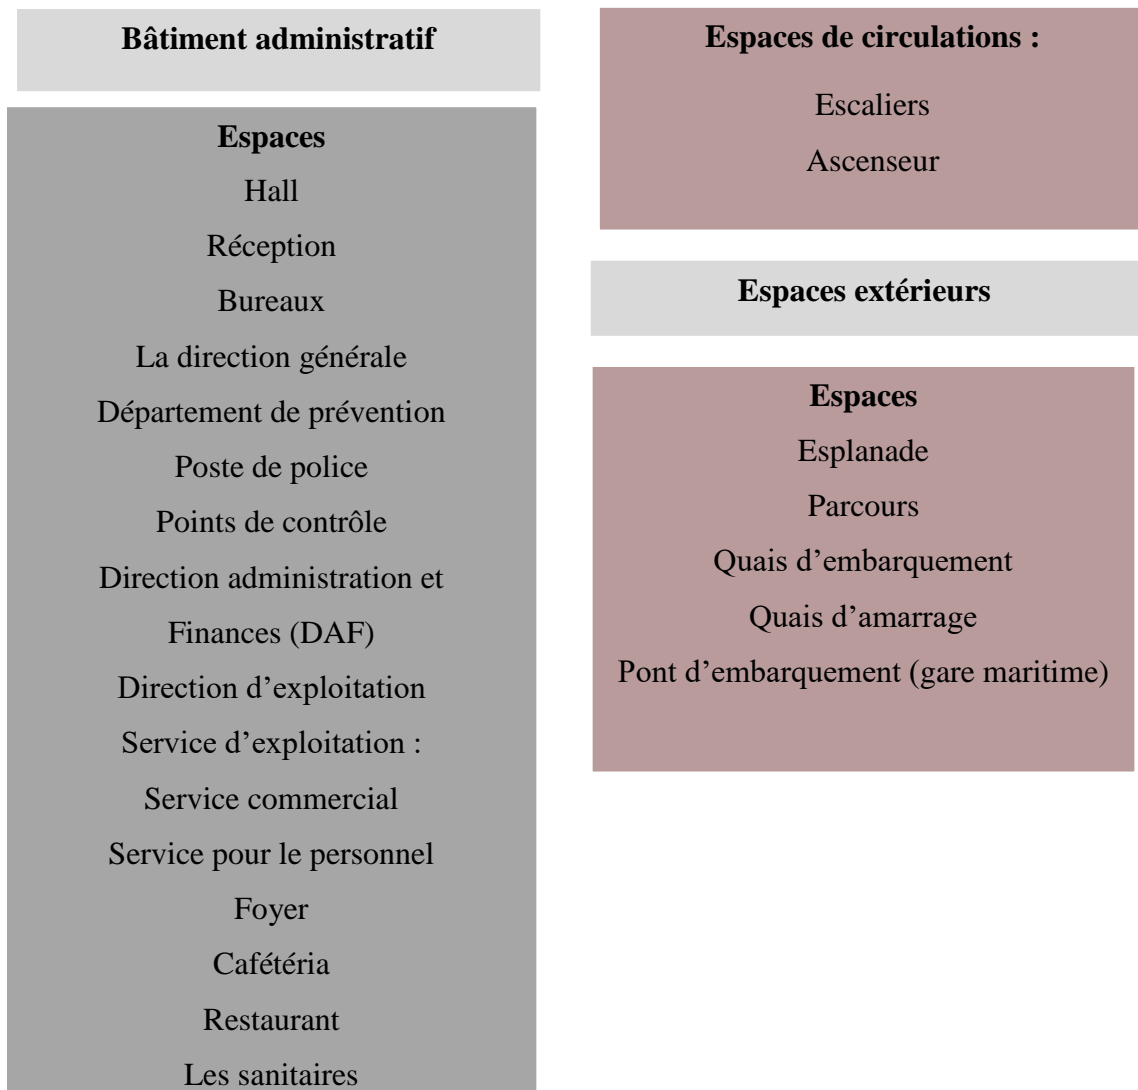 Bâtiment administratif
Espaces
Hall
Réception
Bureaux
La direction générale
Département de prévention
Poste de police
Points de contrôle
Direction administration et
Finances (DAF)
Direction d’exploitation
Service d’exploitation :
Service commercial
Service pour le personnel
Foyer
Cafétéria
Restaurant
Les sanitaires
Espaces de circulations :
Escaliers
Ascenseur
Espaces extérieurs
Espaces
Esplanade
Parcours
Quais d’embarquement
Quais d’amarrage
Pont d’embarquement (gare maritime)